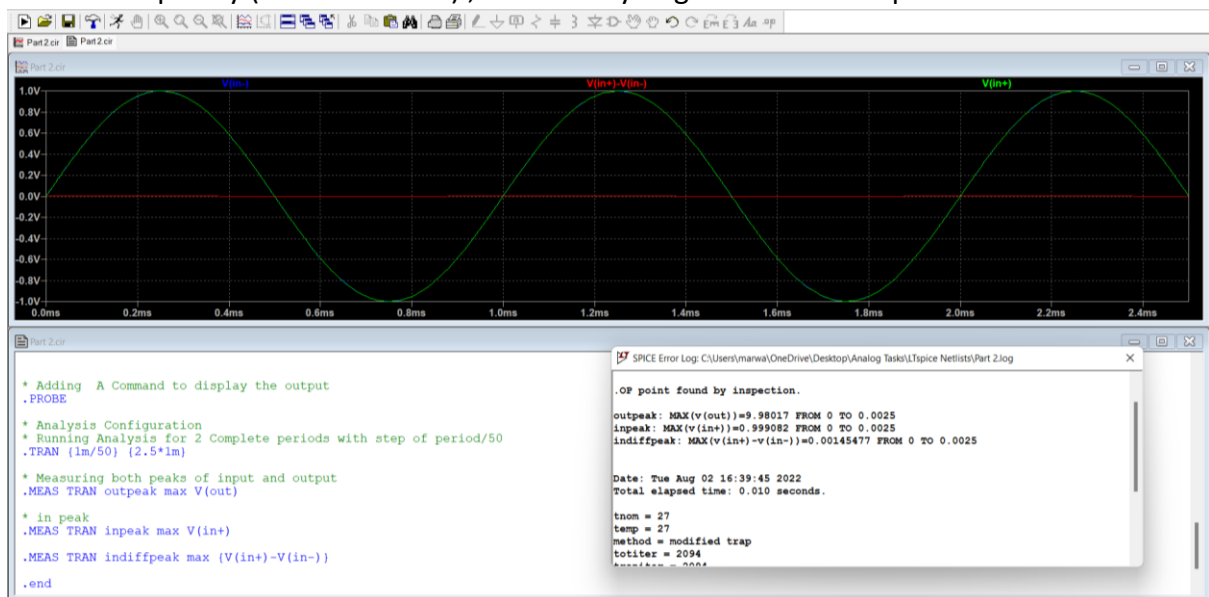 Part2.cir Part2.cir
Part 2.cir
V(in-) V(in+)-V(in-) V(in+)
1.0V
0.8V
0.6V
0.4V
0.2V
0.0V
-0.2V
-0.4V
-0.6V
-0.8V
-1.0V
0.0ms 0.2ms 0.4ms 0.6ms 0.8ms 1.0ms 1.2ms 1.4ms 1.6ms 1.8ms 2.0ms 2.2ms 2.4ms
Part 2.cir
* Adding A Command to display the output
.PROBE
* Analysis Configuration
* Running Analysis for 2 Complete periods with step of period/50
.TRAN {1m/50} {2.5*1m}
* Measuring both peaks of input and output
.MEAS TRAN outpeak max V(out)
* in peak
.MEAS TRAN inpeak max V(in+)
.MEAS TRAN indiffpeak max {V(in+)-V(in-)}
.end
SPICE Error Log: C:\Users\marwa\OneDrive\Desktop\Analog Tasks\LTspice Netlists\Part 2.log
.OP point found by inspection.
outpeak: MAX(v(out))=9.98017 FROM 0 TO 0.0025
inpeak: MAX(v(in+))=0.999082 FROM 0 TO 0.0025
indiffpeak: MAX(v(in+)-v(in-))=0.00145477 FROM 0 TO 0.0025
Date: Tue Aug 02 16:39:45 2022
Total elapsed time: 0.010 seconds.
tnom = 27
temp = 27
method = modified trap
totiter = 2094